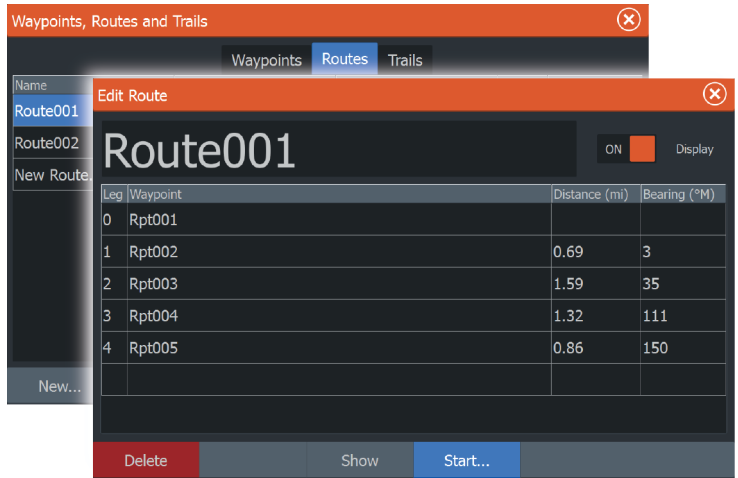 Waypoints, Routes and Trails
Waypoints Routes Trails
Name
Route001
Route002
New Route.
New...
Edit Route
Route001
ON Display
Leg Waypoint Distance (mi) Bearing (°M)
0 Rpt001
1 Rpt002 0.69 3
2 Rpt003 1.59 35
3 Rpt004 1.32 111
4 Rpt005 0.86 150
Delete Show Start...